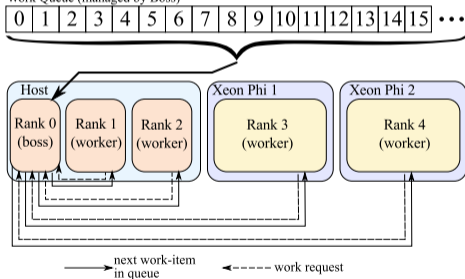 Work Queue (managed by Boss)
0 1 2 3 4 5 6 7 8 9 10 11 12 13 14 15 •••
Host Xeon Phi 1 Xeon Phi 2
Rank 0 Rank 1 Rank 2 Rank 3 Rank 4
(boss) (worker) (worker) (worker) (worker)
next work-item work request
in queue